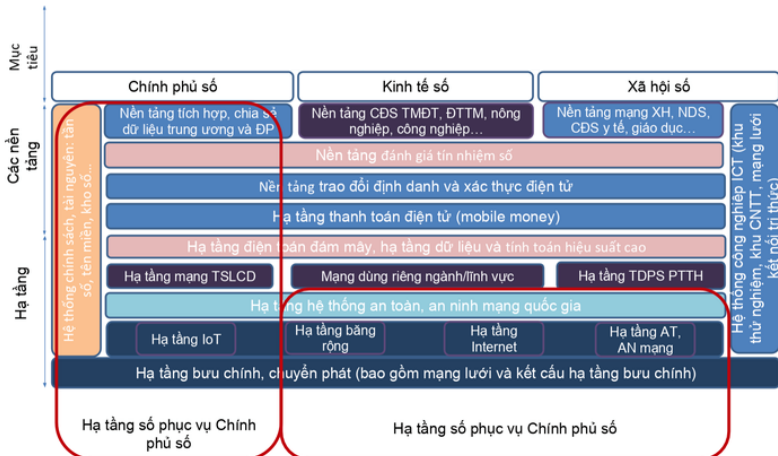 Mục
tiêu
Chính phủ số
Kinh tế số
Xã hội số
Các nền
tảng
Hệ thống chính sách, tài nguyên: tần
số, tên miền, kho số...
Nền tảng tích hợp, chia sẻ
dữ liệu trung ương và ĐP
Nền tảng CĐS TMĐT, ĐTTM, nông
nghiệp, công nghiệp...
Nền tảng mạng XH, NDS,
CĐS y tế, giáo dục...
Hệ thống công nghiệp ICT (khu
thử nghiệm, khu CNTT, mạng lưới
kết nối trí thức)
Nền tảng đánh giá tín nhiệm số
Nền tảng trao đổi định danh và xác thực điện tử
Hạ tầng thanh toán điện tử (mobile money)
Hạ tầng
Hạ tầng điện toán đám mây, hạ tầng dữ liệu và tính toán hiệu suất cao
Hạ tầng mạng TSLCD
Mạng dùng riêng ngành/lĩnh vực
Hạ tầng TDPS PTTH
Hạ tầng hệ thống an toàn, an ninh mạng quốc gia
Hạ tầng IoT
Hạ tầng băng
rộng
Hạ tầng
Internet
Hạ tầng AT,
AN mạng
Hạ tầng bưu chính, chuyển phát (bao gồm mạng lưới và kết cấu hạ tầng bưu chính)
Hạ tầng số phục vụ Chính
phủ số
Hạ tầng số phục vụ Chính phủ số